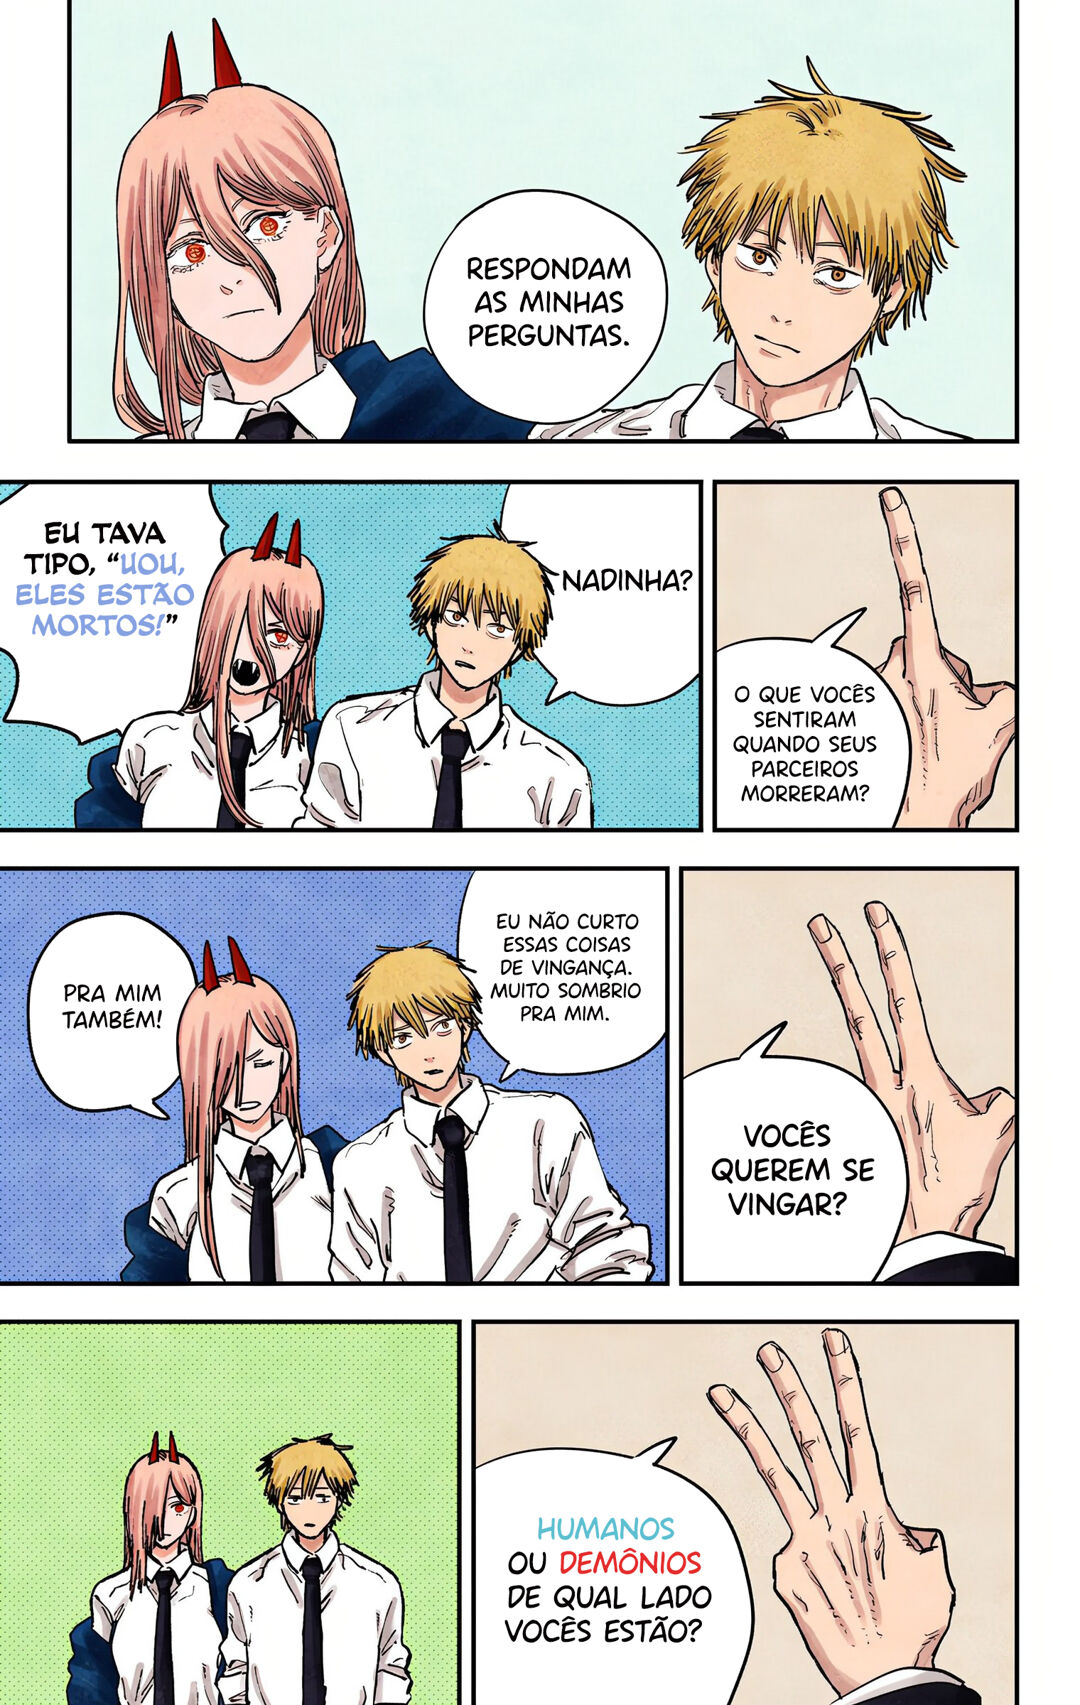 RESPONDAM
AS MINHAS
PERGUNTAS.
O QUE VOCÊS
SENTIRAM
QUANDO SEUS
PARCEIROS
MORRERAM?
NADINHA?
EU TAVA
TIPO, “UOU,
ELES ESTÃO
MORTOS!”
VOCÊS
QUEREM SE
VINGAR?
EU NÃO CURTO
ESSAS COISAS
DE VINGANÇA.
MUITO SOMBRIO
PRA MIM.
PRA MIM
TAMBÉM!
HUMANOS
OU DEMÔNIOS
DE QUAL LADO
VOCÊS ESTÃO?